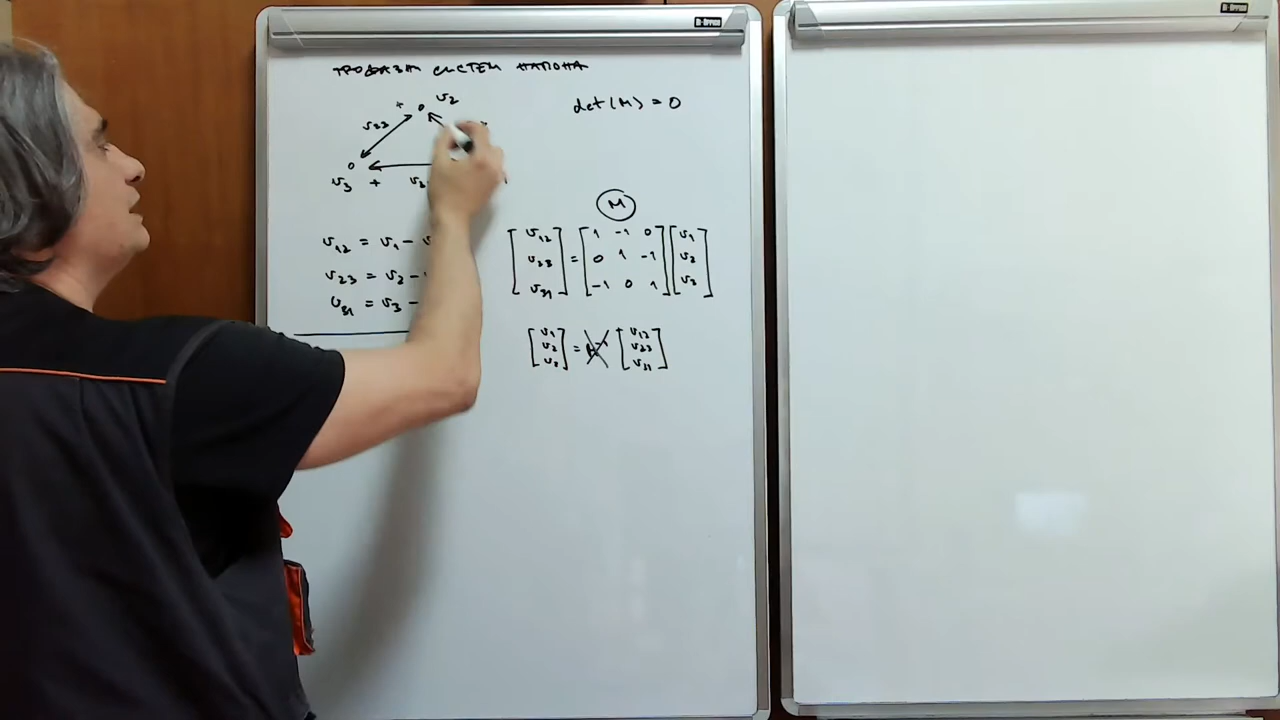 ТРОФАЗНИ СИСТЕМ НАПОНА
+ v₂
det(M) = 0
v₂₃
v₃ +
M
v₁₂ = v₁ −
v₂₃ = v₂ −
v₃₁ = v₃ −
[v₁₂ v₂₃ v₃₁] = [1 -1 0; 0 1 -1; -1 0 1] [v₁ v₂ v₃]
[v₁ v₂ v₃] = M⁻¹ [v₁₂ v₂₃ v₃₁]